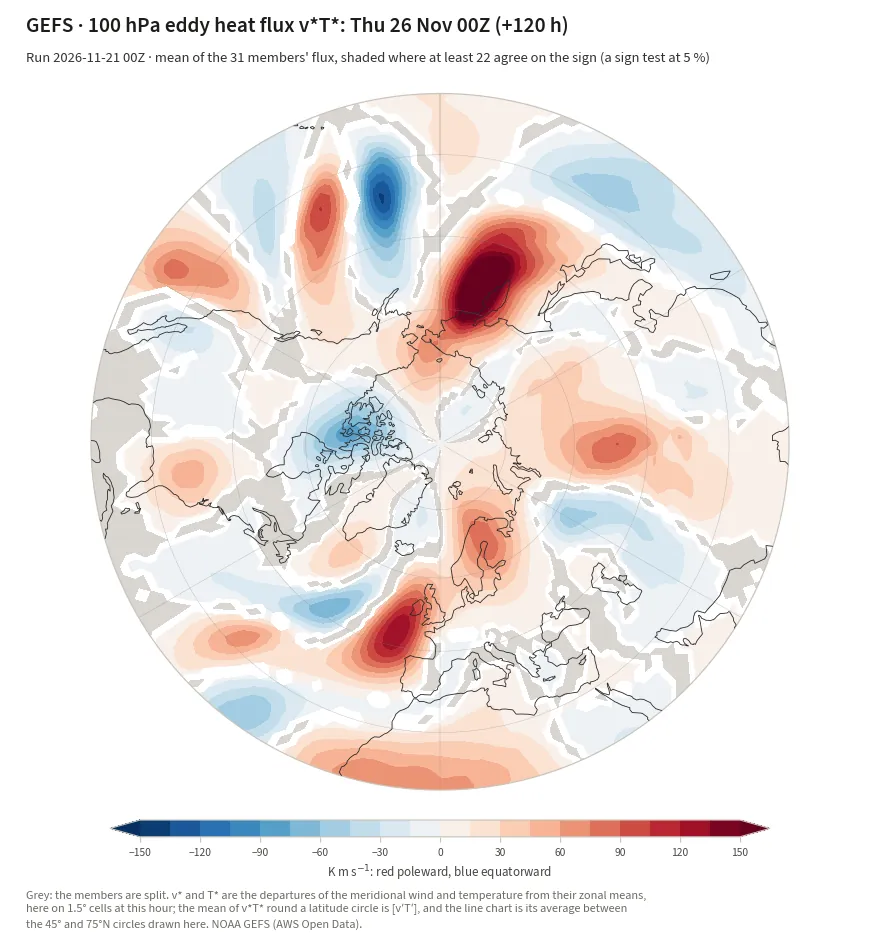 GEFS · 100 hPa eddy heat flux v*T*: Thu 26 Nov 00Z (+120 h)
Run 2026-11-21 00Z · mean of the 31 members' flux, shaded where at least 22 agree on the sign (a sign test at 5 %)
−150 −120 −90 −60 −30 0 30 60 90 120 150
K m s⁻¹: red poleward, blue equatorward
Grey: the members are split. v* and T* are the departures of the meridional wind and temperature from their zonal means,
here on 1.5° cells at this hour; the mean of v*T* round a latitude circle is [v'T'], and the line chart is its average between
the 45° and 75°N circles drawn here. NOAA GEFS (AWS Open Data).